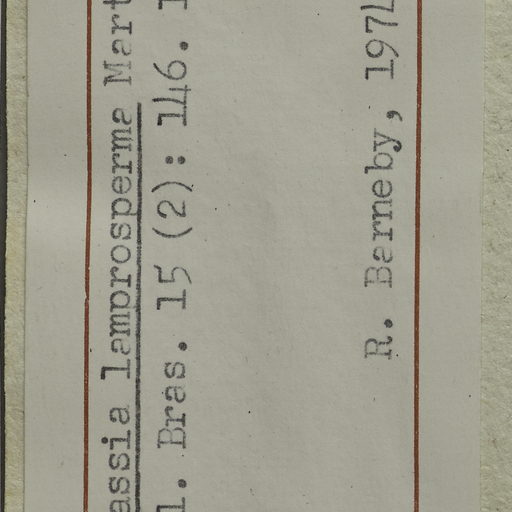 assia lamprosperma Mart
l. Bras. 15 (2): 146. 1
R. Barneby, 197